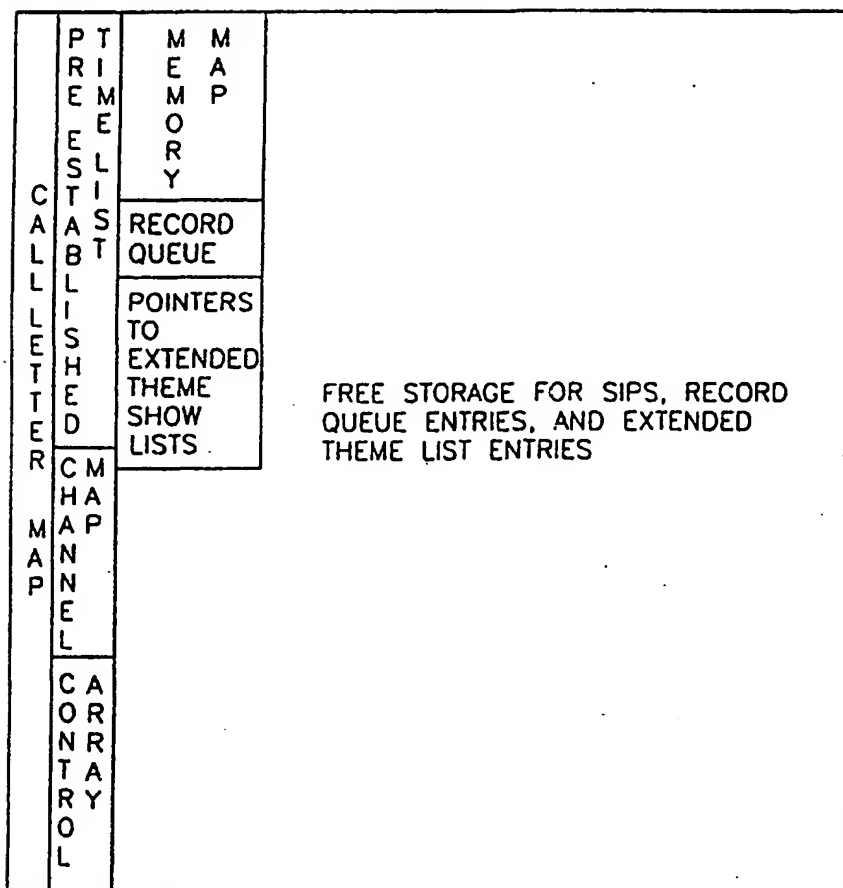 CALL LETTER MAP
PRE ESTABLISHED
TIME LIST
MEMORY
MAP
RECORD
QUEUE
POINTERS
TO
EXTENDED
THEME
SHOW
LISTS
CHANNEL
MAP
CONTROL
ARRAY
FREE STORAGE FOR SIPS, RECORD
QUEUE ENTRIES, AND EXTENDED
THEME LIST ENTRIES